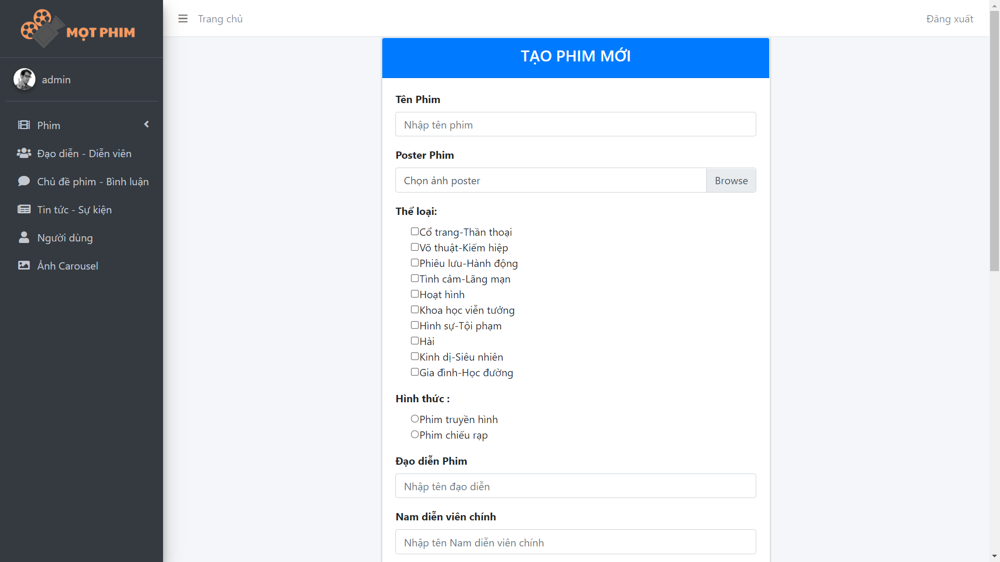 MỌT PHIM
Trang chủ
Đăng xuất
admin
Phim
Đạo diễn - Diễn viên
Chủ đề phim - Bình luận
Tin tức - Sự kiện
Người dùng
Ảnh Carousel
TẠO PHIM MỚI
Tên Phim
Nhập tên phim
Poster Phim
Chọn ảnh poster
Browse
Thể loại:
Cổ trang-Thần thoại
Võ thuật-Kiếm hiệp
Phiêu lưu-Hành động
Tình cảm-Lãng mạn
Hoạt hình
Khoa học viễn tưởng
Hình sự-Tội phạm
Hài
Kinh dị-Siêu nhiên
Gia đình-Học đường
Hình thức :
Phim truyền hình
Phim chiếu rạp
Đạo diễn Phim
Nhập tên đạo diễn
Nam diễn viên chính
Nhập tên Nam diễn viên chính